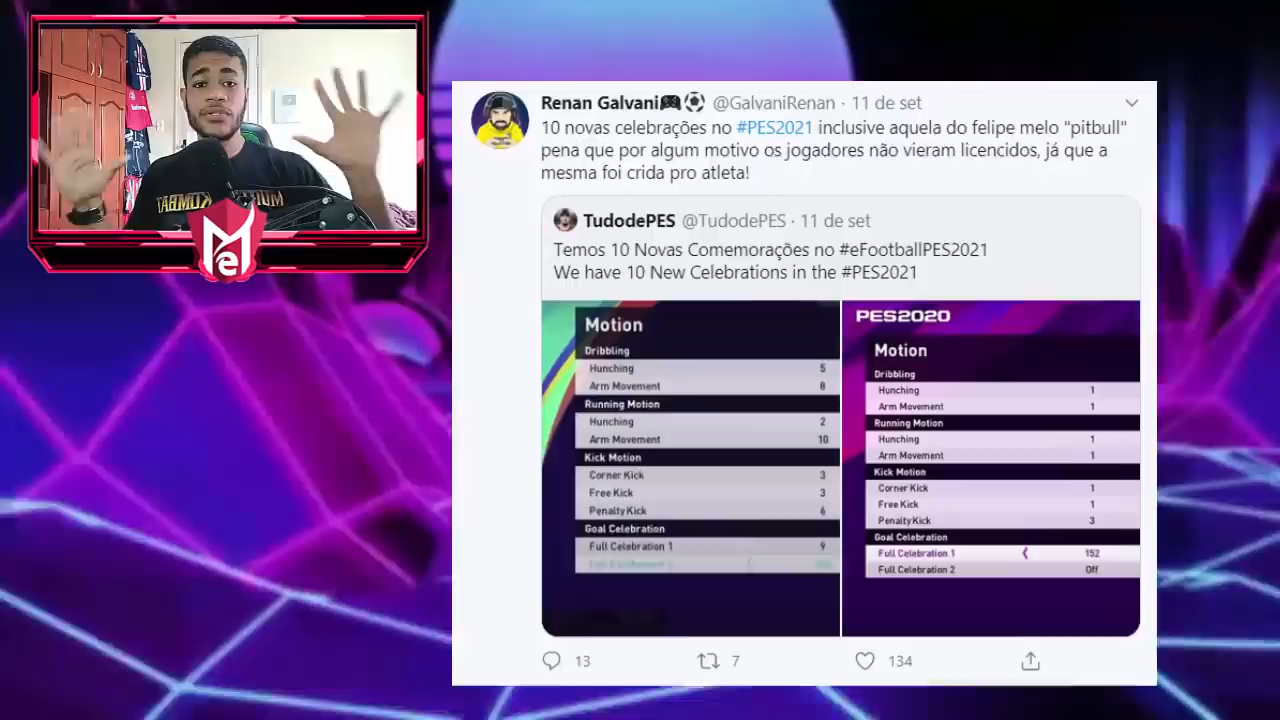 Renan Galvani🎮⚽ @GalvaniRenan · 11 de set
10 novas celebrações no #PES2021 inclusive aquela do felipe melo "pitbull"
pena que por algum motivo os jogadores não vieram licencidos, já que a
mesma foi crida pro atleta!
TudodePES @TudodePES · 11 de set
Temos 10 Novas Comemorações no #eFootballPES2021
We have 10 New Celebrations in the #PES2021
Motion
Dribbling
Hunching 5
Arm Movement 8
Running Motion
Hunching 2
Arm Movement 10
Kick Motion
Corner Kick 3
Free Kick 3
Penalty Kick 6
Goal Celebration
Full Celebration 1 9
PES2020
Motion
Dribbling
Hunching 1
Arm Movement 1
Running Motion
Hunching 1
Arm Movement 1
Kick Motion
Corner Kick 1
Free Kick 1
Penalty Kick 3
Goal Celebration
Full Celebration 1 152
Full Celebration 2 Off
13 7 134
Me